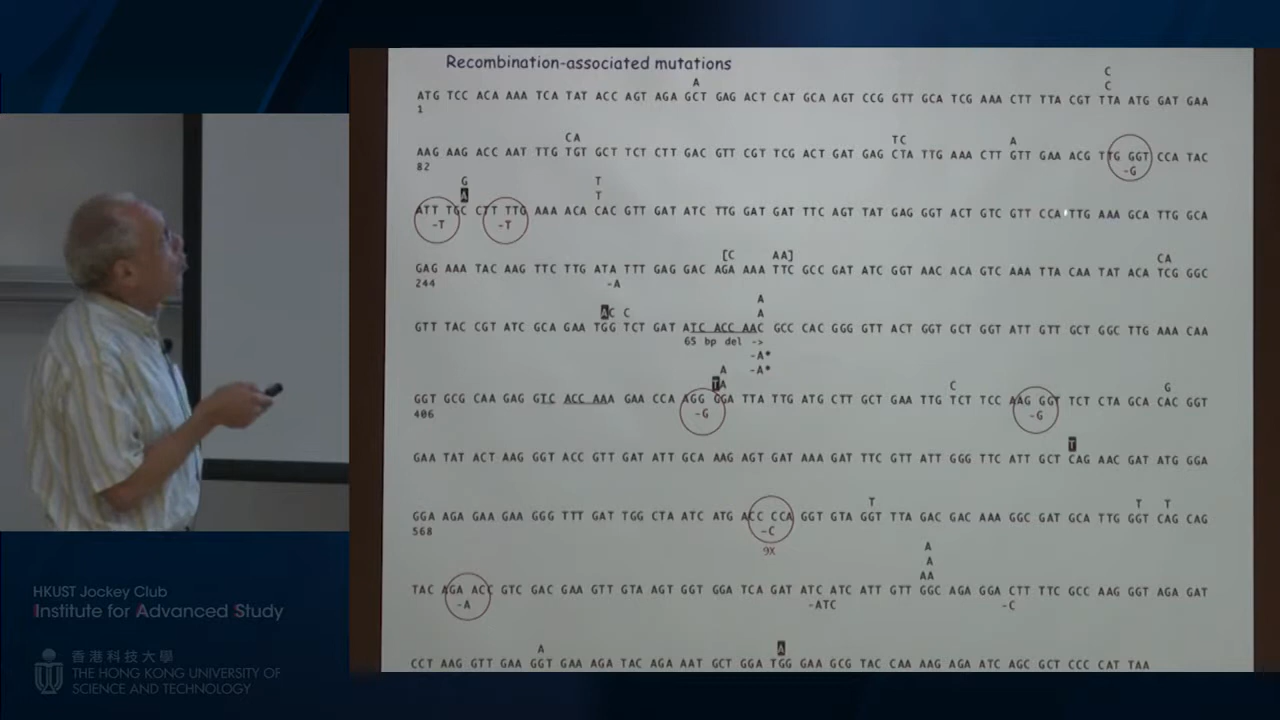 Recombination-associated mutations
A
C
C
ATG TCC ACA AAA TCA TAT ACC AGT AGA GCT GAG ACT CAT GCA AGT CCG GTT GCA TCG AAA CTT TTA CGT TTA ATG GAT GAA
1
CA TC A
AAG AAG ACC AAT TTG TGT GCT TCT CTT GAC GTT CGT TCG ACT GAT GAG CTA TTG AAA CTT GTT GAA ACG TTG GGT CCA TAC
82 -G
G T
A T
ATT TGC CTT TTG AAA ACA CAC GTT GAT ATC TTG GAT GAT TTC AGT TAT GAG GGT ACT GTC GTT CCA TTG AAA GCA TTG GCA
-T -T
[C AA] CA
GAG AAA TAC AAG TTC TTG ATA TTT GAG GAC AGA AAA TTC GCC GAT ATC GGT AAC ACA GTC AAA TTA CAA TAT ACA TCG GGC
244 -A
A
AC C A
GTT TAC CGT ATC GCA GAA TGG TCT GAT ATC ACC AAC GCC CAC GGG GTT ACT GGT GCT GGT ATT GTT GCT GGC TTG AAA CAA
65 bp del ->
-A*
A -A*
TA C G
GGT GCG CAA GAG GTC ACC AAA GAA CCA AGG GGA TTA TTG ATG CTT GCT GAA TTG TCT TCC AAG GGT TCT CTA GCA CAC GGT
406 -G -G
T
GAA TAT ACT AAG GGT ACC GTT GAT ATT GCA AAG AGT GAT AAA GAT TTC GTT ATT GGG TTC ATT GCT CAG AAC GAT ATG GGA
T T T
GGA AGA GAA GAA GGG TTT GAT TGG CTA ATC ATG ACC CCA GGT GTA GGT TTA GAC GAC AAA GGC GAT GCA TTG GGT CAG CAG
568 -C
9X
A
A
AA
TAC AGA ACC GTC GAC GAA GTT GTA AGT GGT GGA TCA GAT ATC ATC ATT GTT GGC AGA GGA CTT TTC GCC AAG GGT AGA GAT
-A -ATC -C
A A
CCT AAG GTT GAA GGT GAA AGA TAC AGA AAT GCT GGA TGG GAA GCG TAC CAA AAG AGA ATC AGC GCT CCC CAT TAA
HKUST Jockey Club
Institute for Advanced Study
香港科技大學
THE HONG KONG UNIVERSITY OF
SCIENCE AND TECHNOLOGY